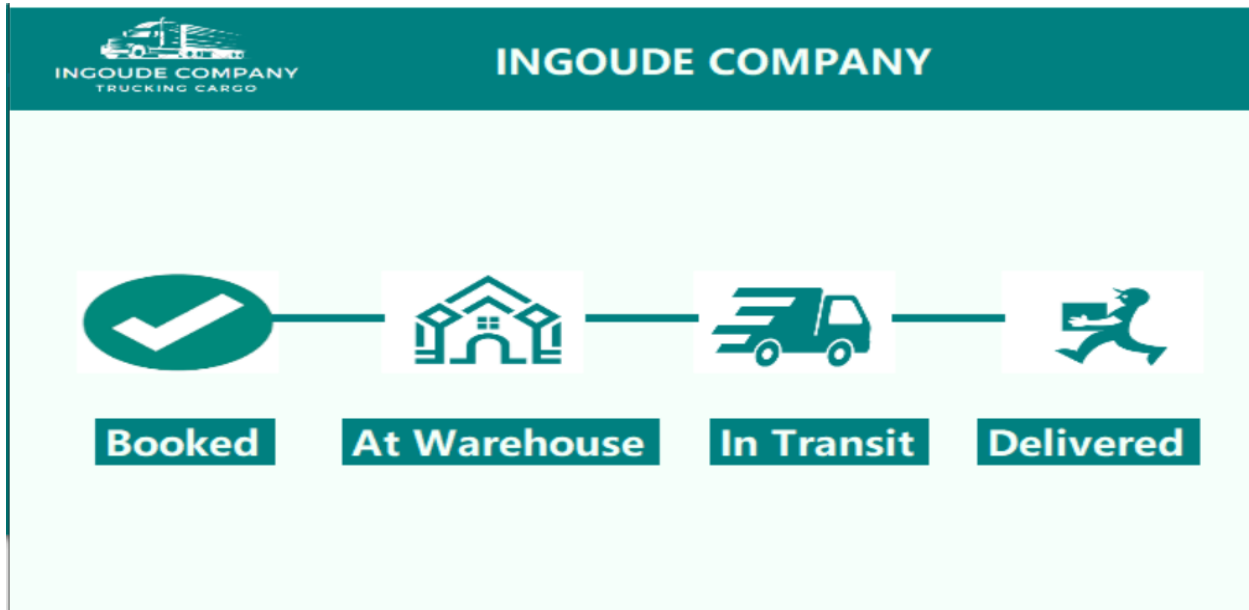 INGOUDE COMPANY
TRUCKING CARGO
INGOUDE COMPANY
Booked
At Warehouse
In Transit
Delivered